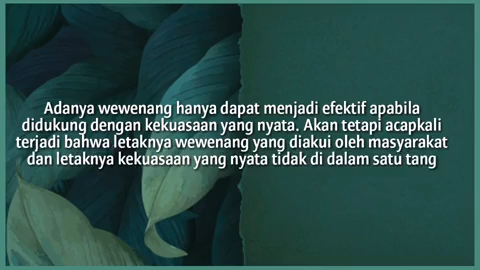 Adanya wewenang hanya dapat menjadi efektif apabila
didukung dengan kekuasaan yang nyata. Akan tetapi acapkali
terjadi bahwa letaknya wewenang yang diakui oleh masyarakat
dan letaknya kekuasaan yang nyata tidak di dalam satu tang